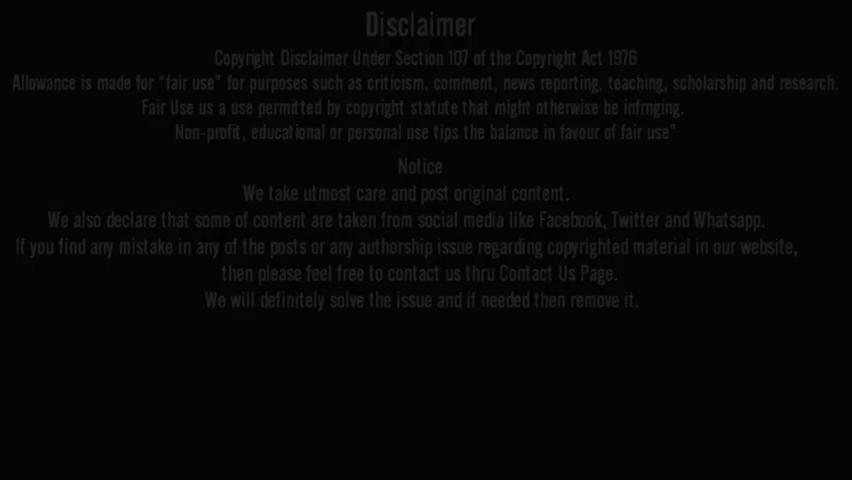 Disclaimer
Copyright Disclaimer Under Section 107 of the Copyright Act 1976
Allowance is made for "fair use" for purposes such as criticism, comment, news reporting, teaching, scholarship and research.
Fair Use us a use permitted by copyright statute that might otherwise be infrnging.
Non-profit, educational or personal use tips the balance in favour of fair use"
Notice
We take utmost care and post original content.
We also declare that some of content are taken from social media like Facebook, Twitter and Whatsapp.
If you find any mistake in any of the posts or any authorship issue regarding copyrighted material in our website,
then please feel free to contact us thru Contact Us Page.
We will definitely solve the issue and if needed then remove it.